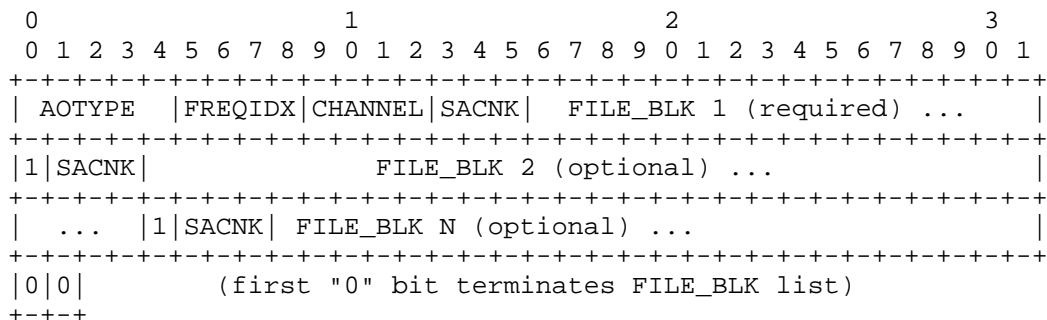 0                   1                   2                   3
 0 1 2 3 4 5 6 7 8 9 0 1 2 3 4 5 6 7 8 9 0 1 2 3 4 5 6 7 8 9 0 1
+-+-+-+-+-+-+-+-+-+-+-+-+-+-+-+-+-+-+-+-+-+-+-+-+-+-+-+-+-+-+-+-+
| AOTYPE  |FREQIDX|CHANNEL|SACNK|  FILE_BLK 1 (required) ...    |
+-+-+-+-+-+-+-+-+-+-+-+-+-+-+-+-+-+-+-+-+-+-+-+-+-+-+-+-+-+-+-+-+
|1|SACNK|              FILE_BLK 2 (optional) ...                |
+-+-+-+-+-+-+-+-+-+-+-+-+-+-+-+-+-+-+-+-+-+-+-+-+-+-+-+-+-+-+-+-+
|  ...  |1|SACNK| FILE_BLK N (optional) ...                     |
+-+-+-+-+-+-+-+-+-+-+-+-+-+-+-+-+-+-+-+-+-+-+-+-+-+-+-+-+-+-+-+-+
|0|0|        (first "0" bit terminates FILE_BLK list)
+-+-+